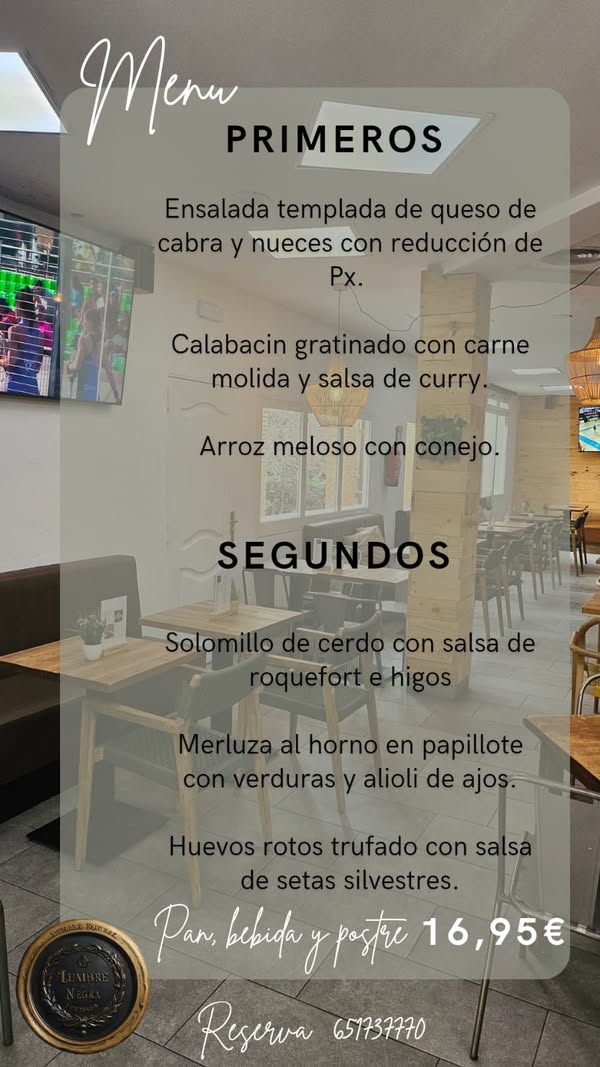 Menu
PRIMEROS
Ensalada templada de queso de
cabra y nueces con reducción de
Px.
Calabacin gratinado con carne
molida y salsa de curry.
Arroz meloso con conejo.
SEGUNDOS
Solomillo de cerdo con salsa de
roquefort e higos
Merluza al horno en papillote
con verduras y alioli de ajos.
Huevos rotos trufado con salsa
de setas silvestres.
Pan, bebida y postre 16,95€
LUMBRE
NEGRA
Reserva 651737770